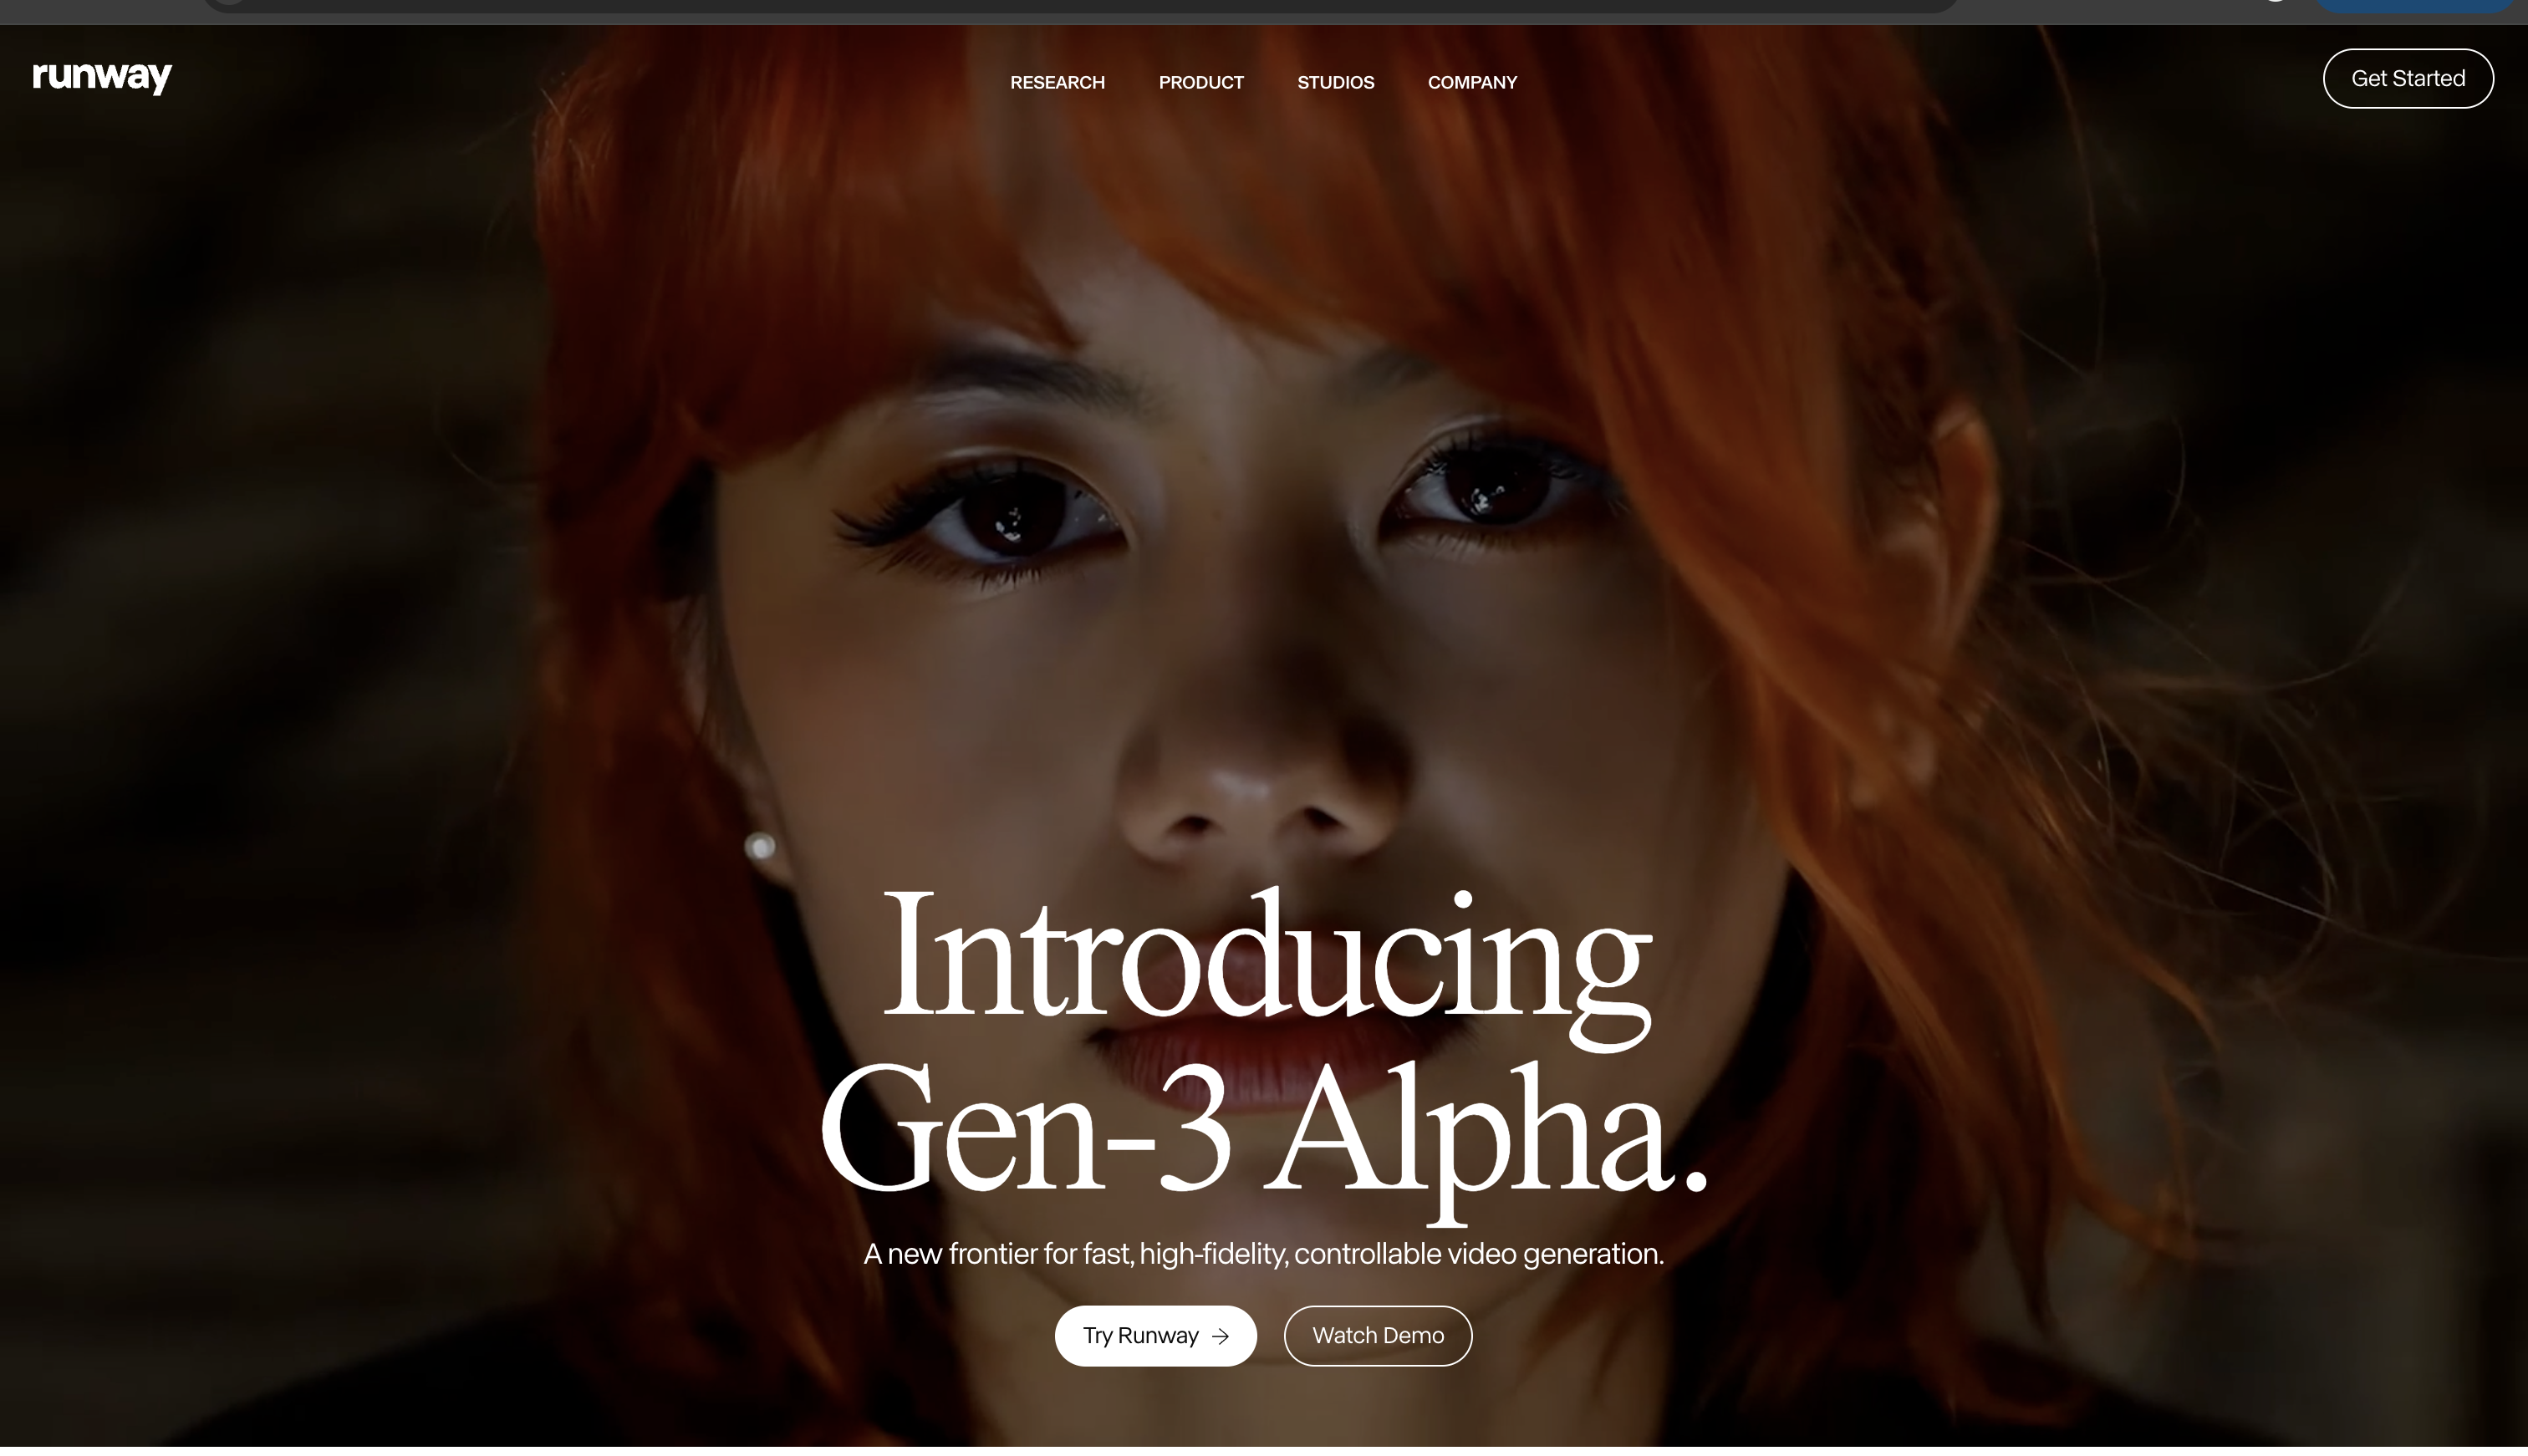 runway
RESEARCH PRODUCT STUDIOS COMPANY
Get Started
Introducing
Gen-3 Alpha.
A new frontier for fast, high-fidelity, controllable video generation.
Try Runway →
Watch Demo